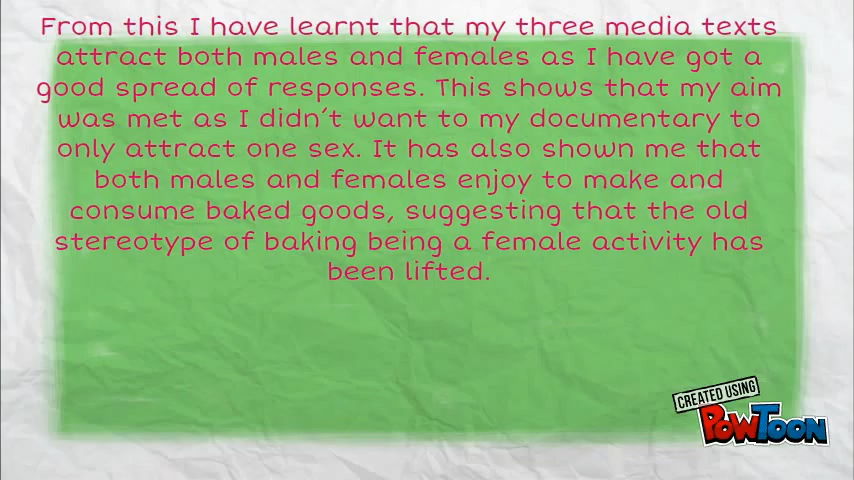 From this I have learnt that my three media texts
attract both males and females as I have got a
good spread of responses. This shows that my aim
was met as I didn't want to my documentary to
only attract one sex. It has also shown me that
both males and females enjoy to make and
consume baked goods, suggesting that the old
stereotype of baking being a female activity has
been lifted.
CREATED USING
POWTOON